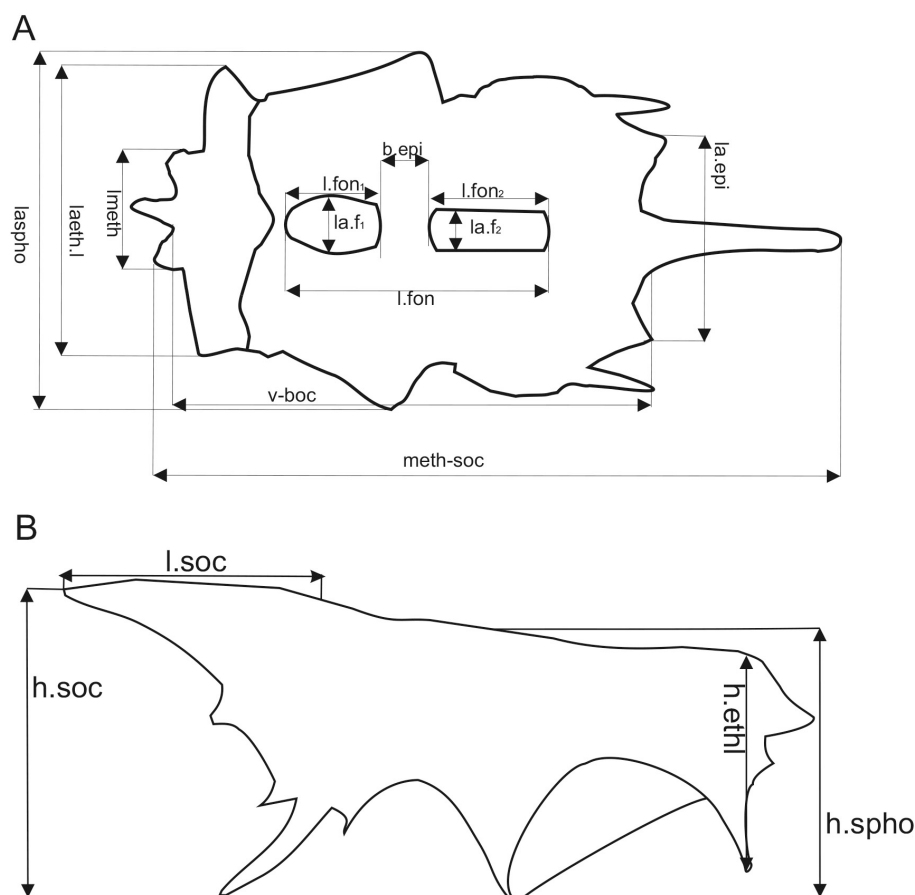 A
laspho
laeth.l
lmeth
b.epi
l.fon₁
la.f₁
l.fon₂
la.f₂
la.epi
l.fon
v-boc
meth-soc
B
l.soc
h.soc
h.ethl
h.spho